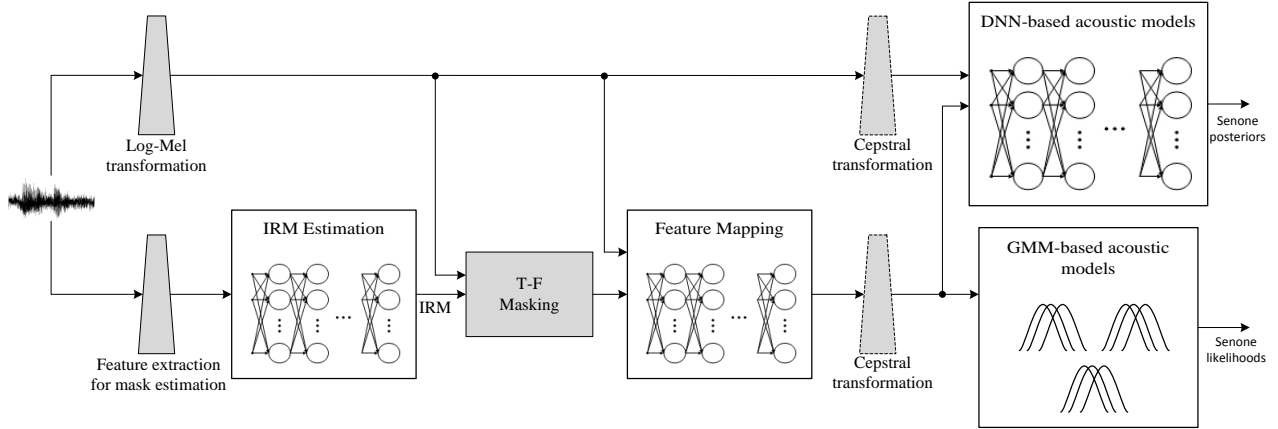 DNN-based acoustic models
Log-Mel
transformation
Cepstral
transformation
Senone
posteriors
IRM Estimation
IRM
T-F
Masking
Feature Mapping
GMM-based acoustic
models
Feature extraction
for mask estimation
Cepstral
transformation
Senone
likelihoods